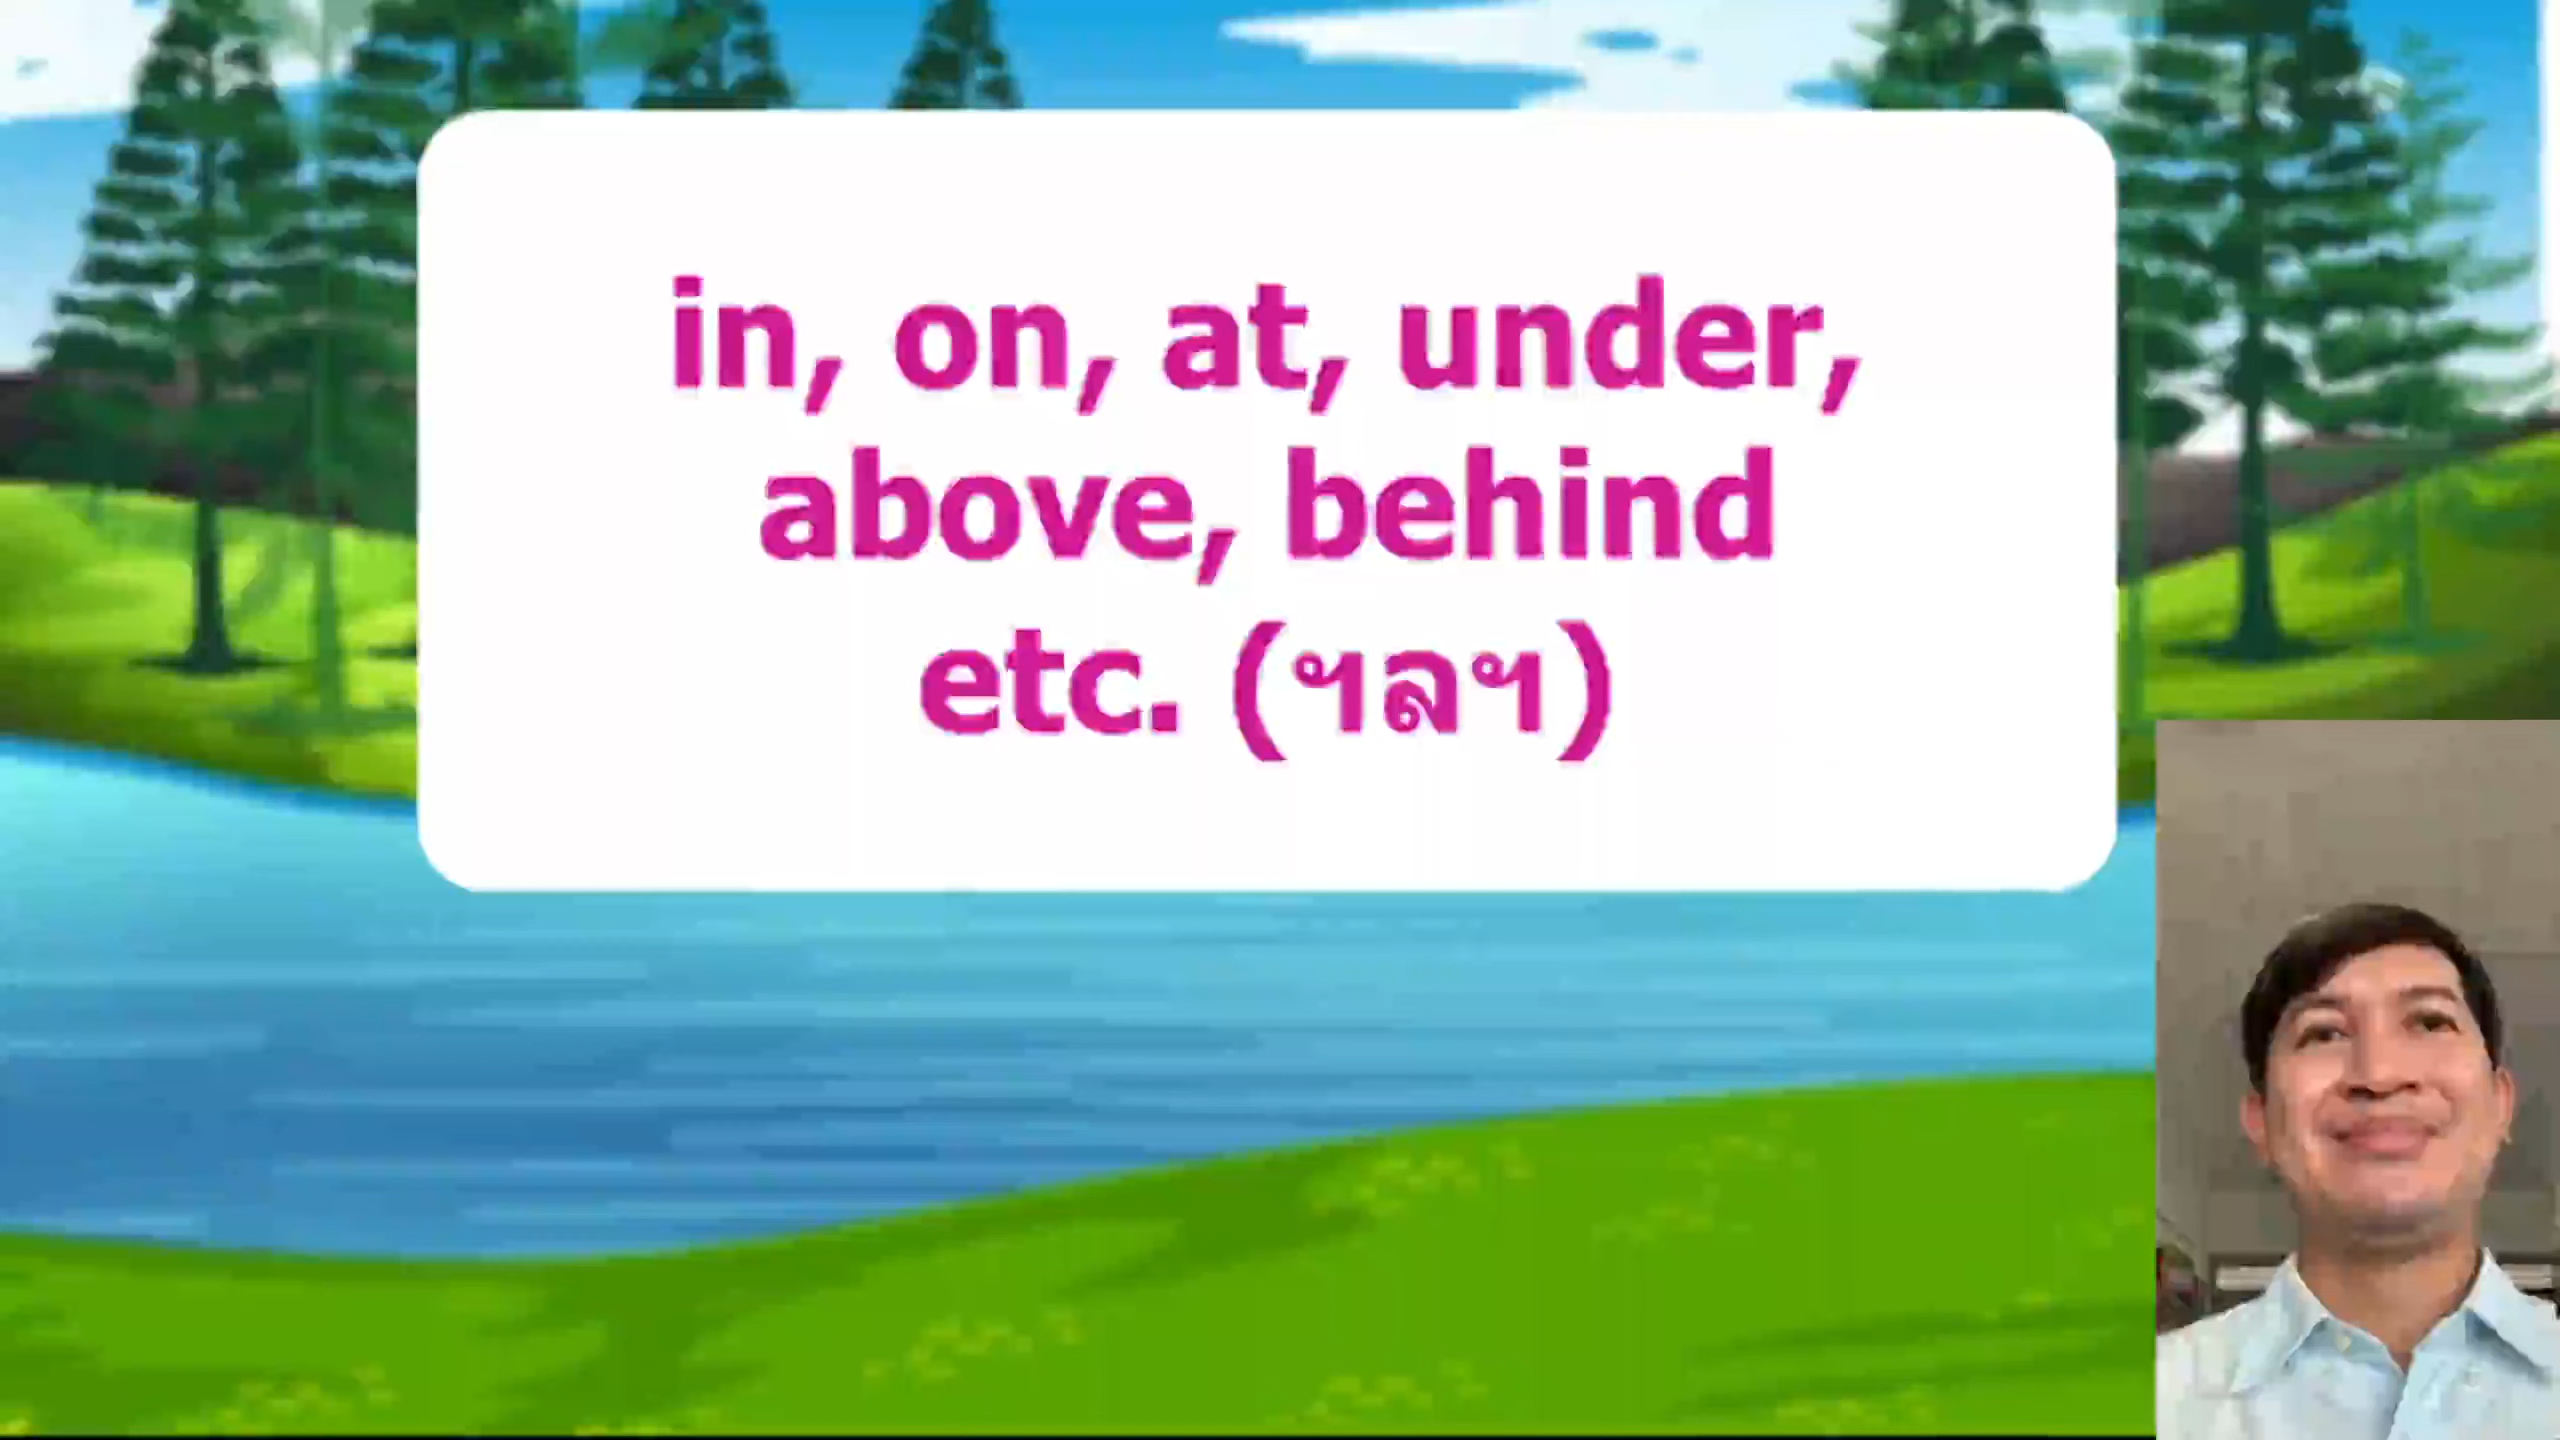 in, on, at, under,
above, behind
etc. (ฯลฯ)